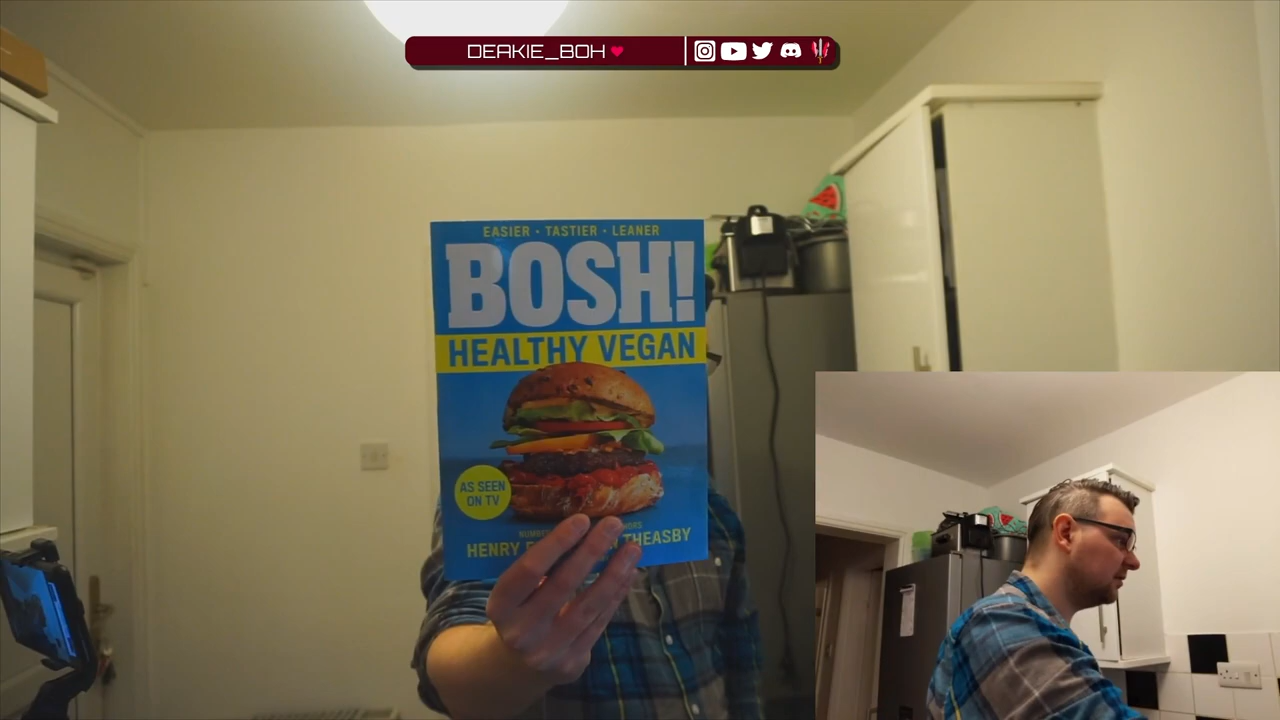 DEAKIE_BOH
EASIER · TASTIER · LEANER
BOSH!
HEALTHY VEGAN
AS SEEN
ON TV
HENRY THEASBY